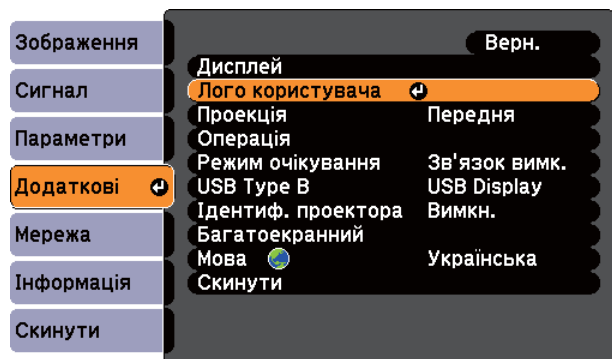 Зображення
Сигнал
Параметри
Додаткові
Мережа
Інформація
Скинути
Верн.
Дисплей
Лого користувача
Проекція Передня
Операція
Режим очікування Зв'язок вимк.
USB Type B USB Display
Ідентиф. проектора Вимкн.
Багатоекранний
Мова Українська
Скинути